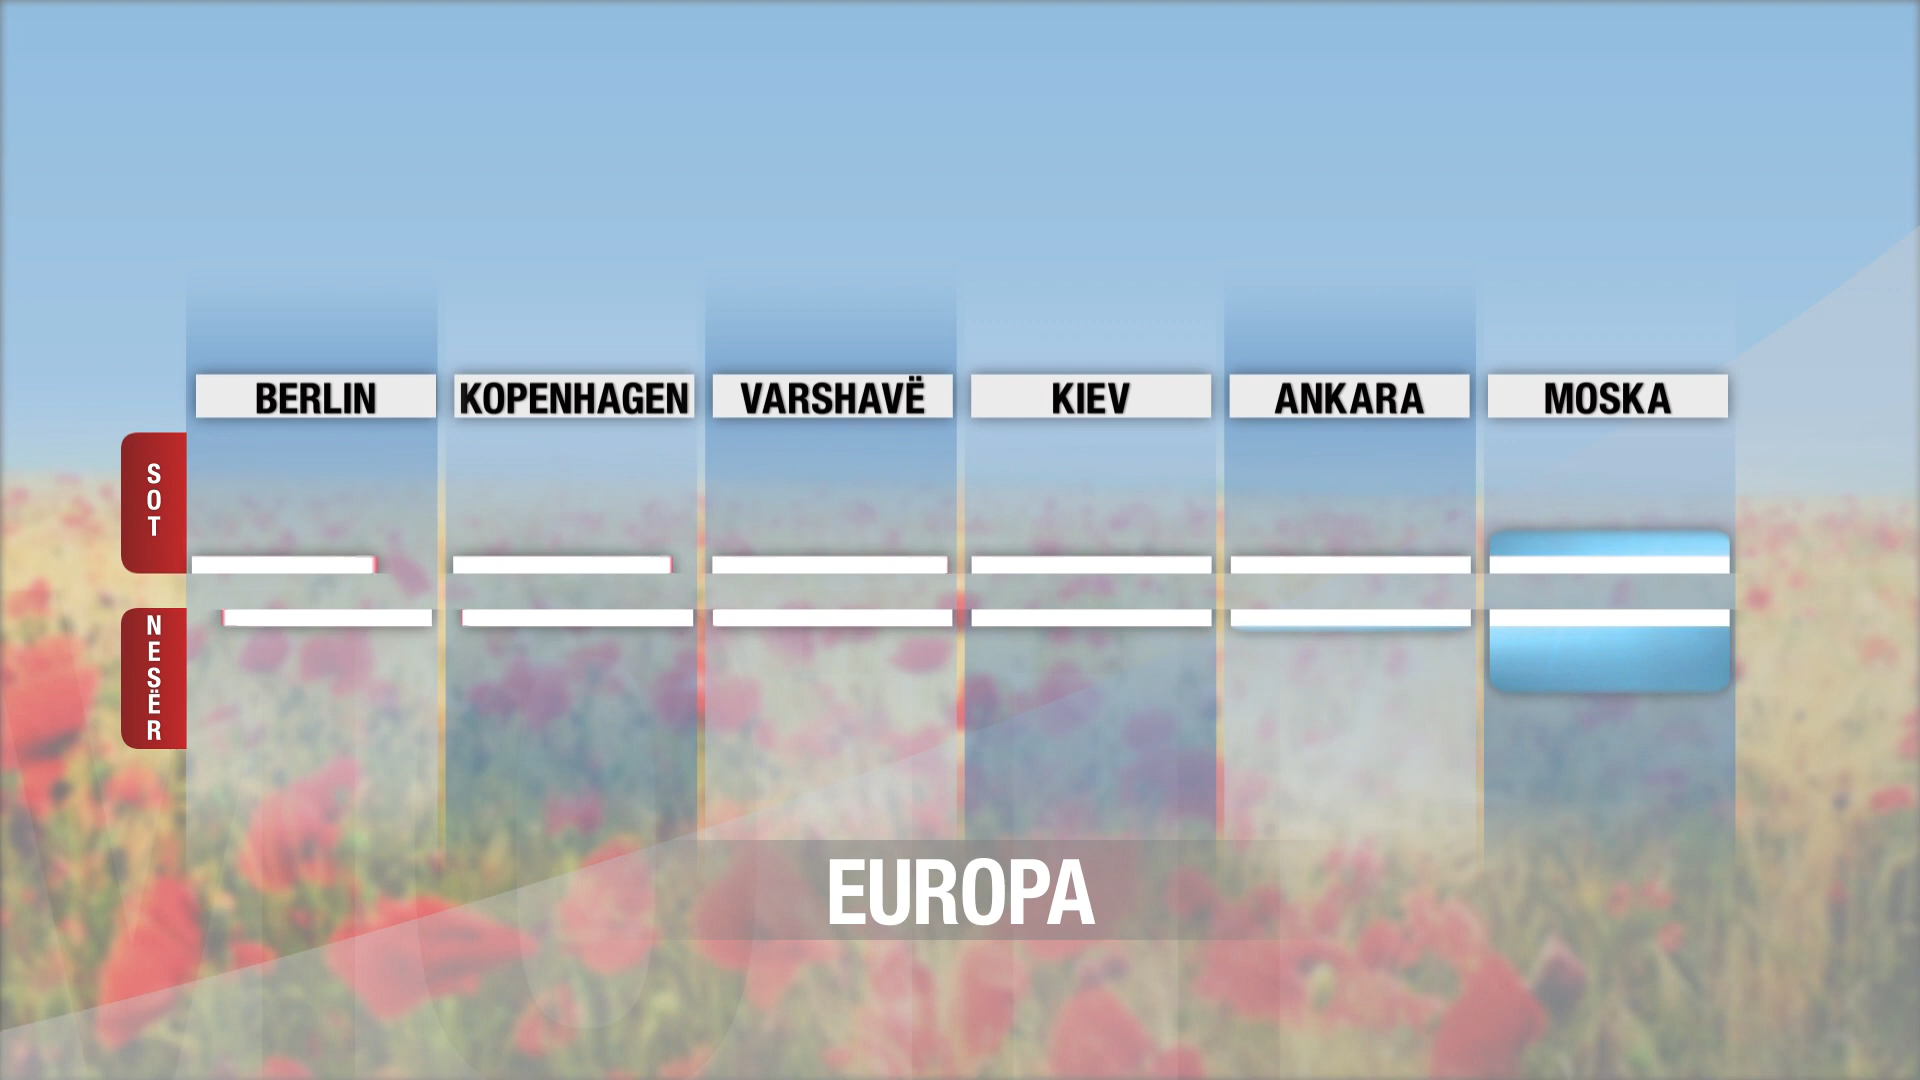 BERLIN KOPENHAGEN VARSHAVË KIEV ANKARA MOSKA
SOT
NESËR
EUROPA